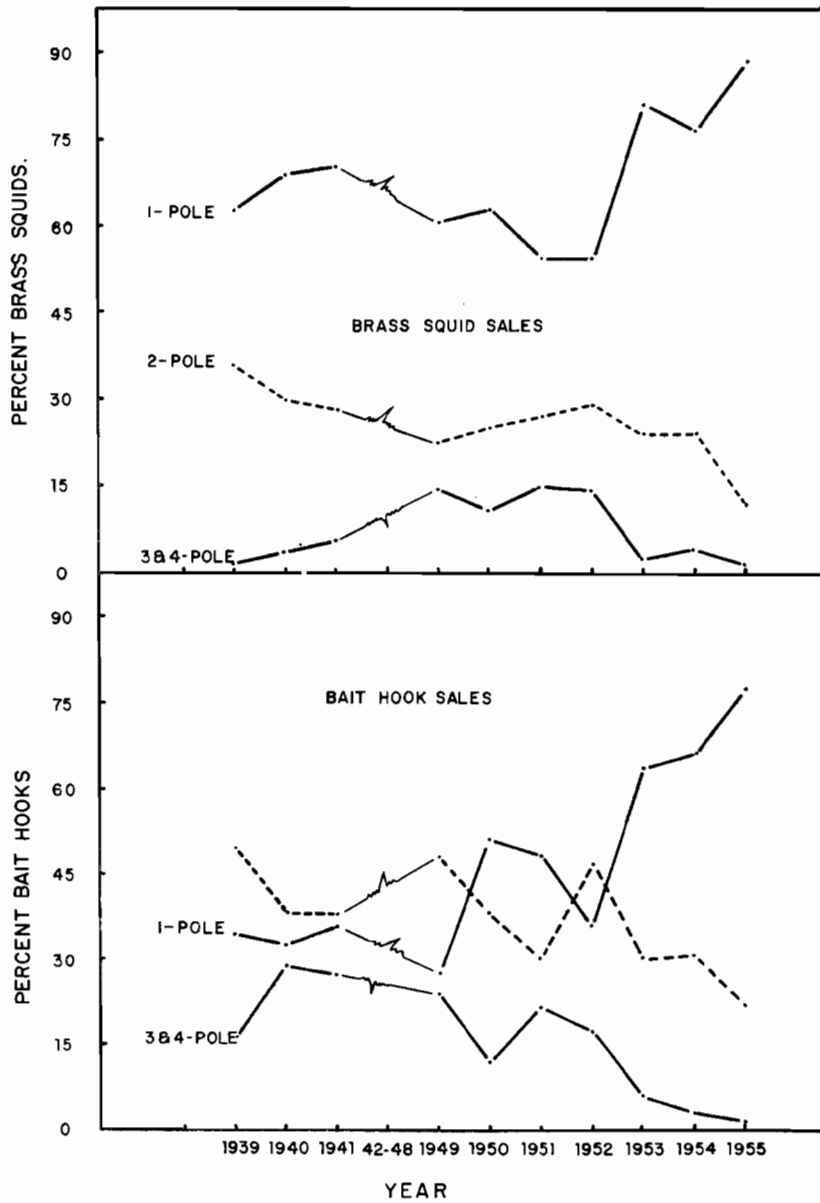 PERCENT BRASS SQUIDS.
90
75
60
45
30
15
0
1-POLE
BRASS SQUID SALES
2-POLE
3&4-POLE
PERCENT BAIT HOOKS
90
75
60
45
30
15
0
BAIT HOOK SALES
1-POLE
3&4-POLE
1939 1940 1941 42-48 1949 1950 1951 1952 1953 1954 1955
YEAR